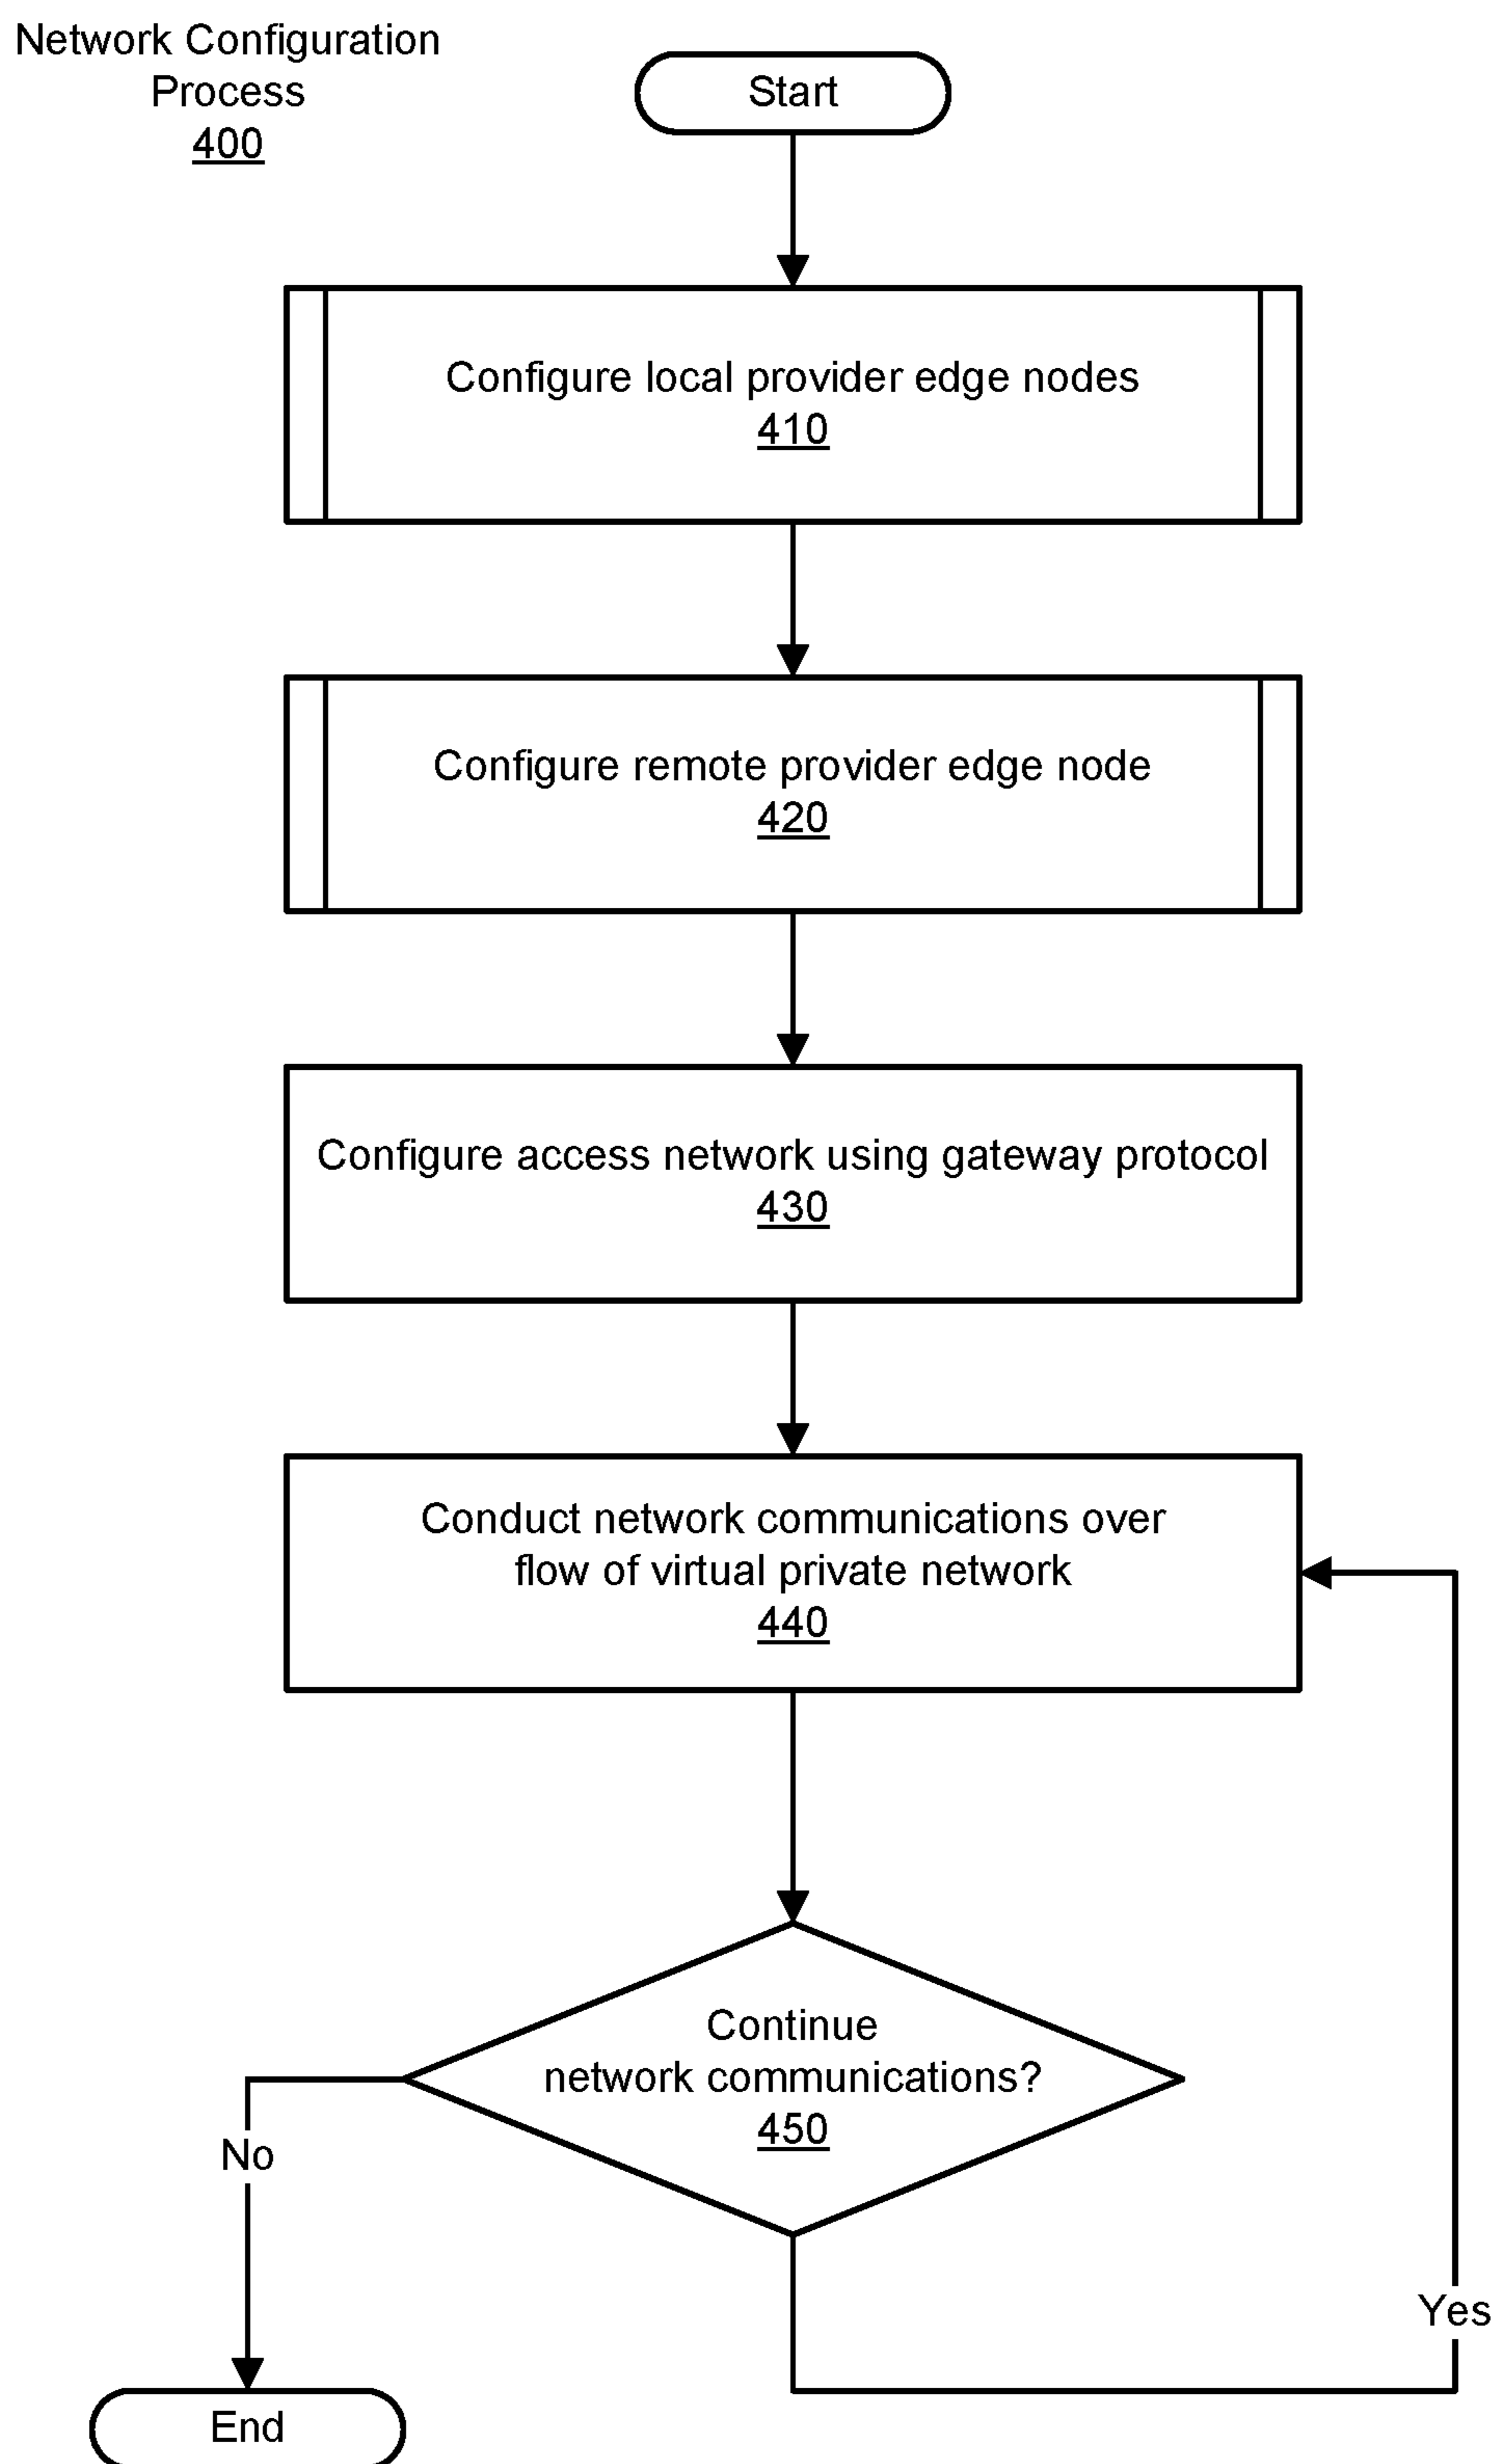 Network Configuration
Process
400
Start
Configure local provider edge nodes
410
Configure remote provider edge node
420
Configure access network using gateway protocol
430
Conduct network communications over
flow of virtual private network
440
Continue
network communications?
450
No
Yes
End